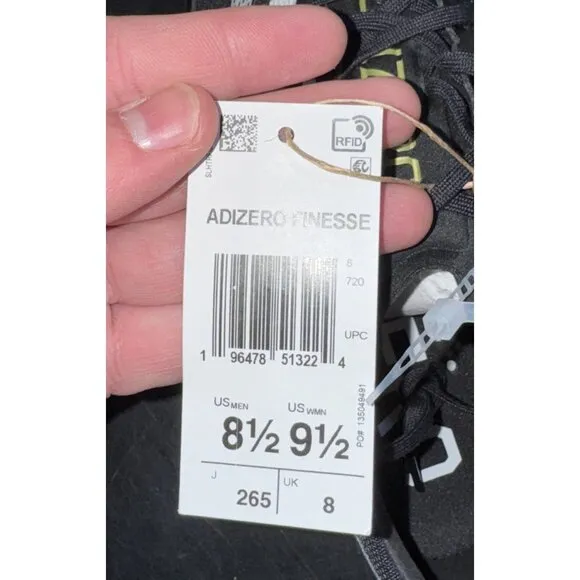 RFiD
ADIZERO FINESSE
8
720
UPC
1 96478 51322 4
PO# 135049491
US MEN US WMN
8½ 9½
J UK
265 8